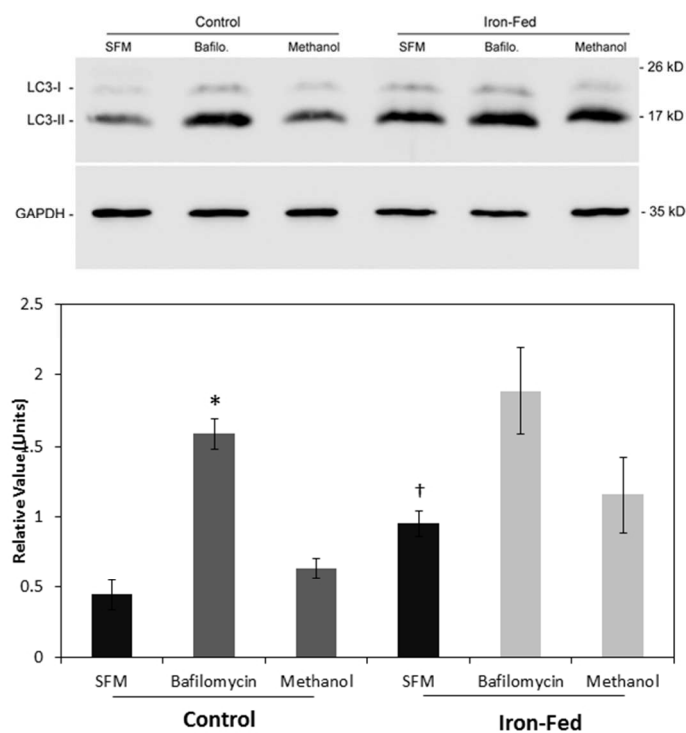 Control Iron-Fed
SFM Bafilo. Methanol SFM Bafilo. Methanol
- 26 kD
LC3-I -
LC3-II - - 17 kD
GAPDH - - 35 kD
2.5
2
*
1.5
†
1
0.5
0
Relative Value (Units)
SFM Bafilomycin Methanol SFM Bafilomycin Methanol
Control Iron-Fed